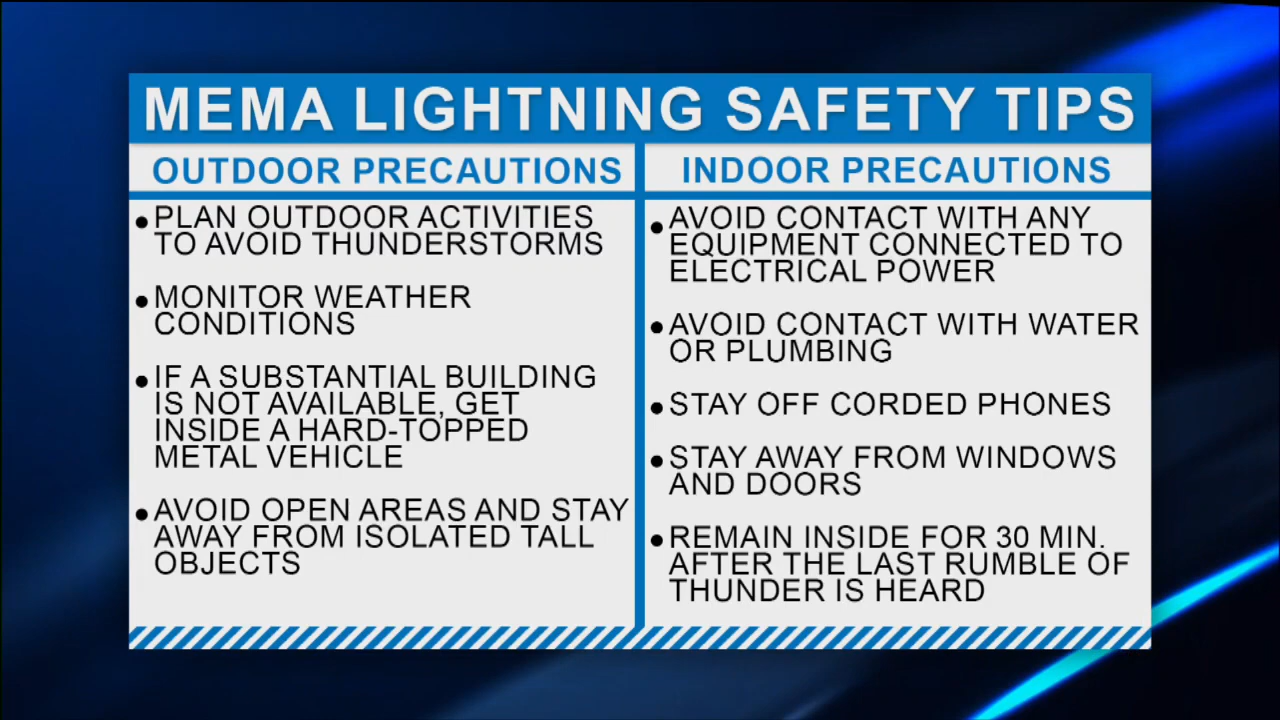 MEMA LIGHTNING SAFETY TIPS
OUTDOOR PRECAUTIONS
•PLAN OUTDOOR ACTIVITIES
TO AVOID THUNDERSTORMS
•MONITOR WEATHER
CONDITIONS
•IF A SUBSTANTIAL BUILDING
IS NOT AVAILABLE, GET
INSIDE A HARD-TOPPED
METAL VEHICLE
•AVOID OPEN AREAS AND STAY
AWAY FROM ISOLATED TALL
OBJECTS
INDOOR PRECAUTIONS
•AVOID CONTACT WITH ANY
EQUIPMENT CONNECTED TO
ELECTRICAL POWER
•AVOID CONTACT WITH WATER
OR PLUMBING
•STAY OFF CORDED PHONES
•STAY AWAY FROM WINDOWS
AND DOORS
•REMAIN INSIDE FOR 30 MIN.
AFTER THE LAST RUMBLE OF
THUNDER IS HEARD